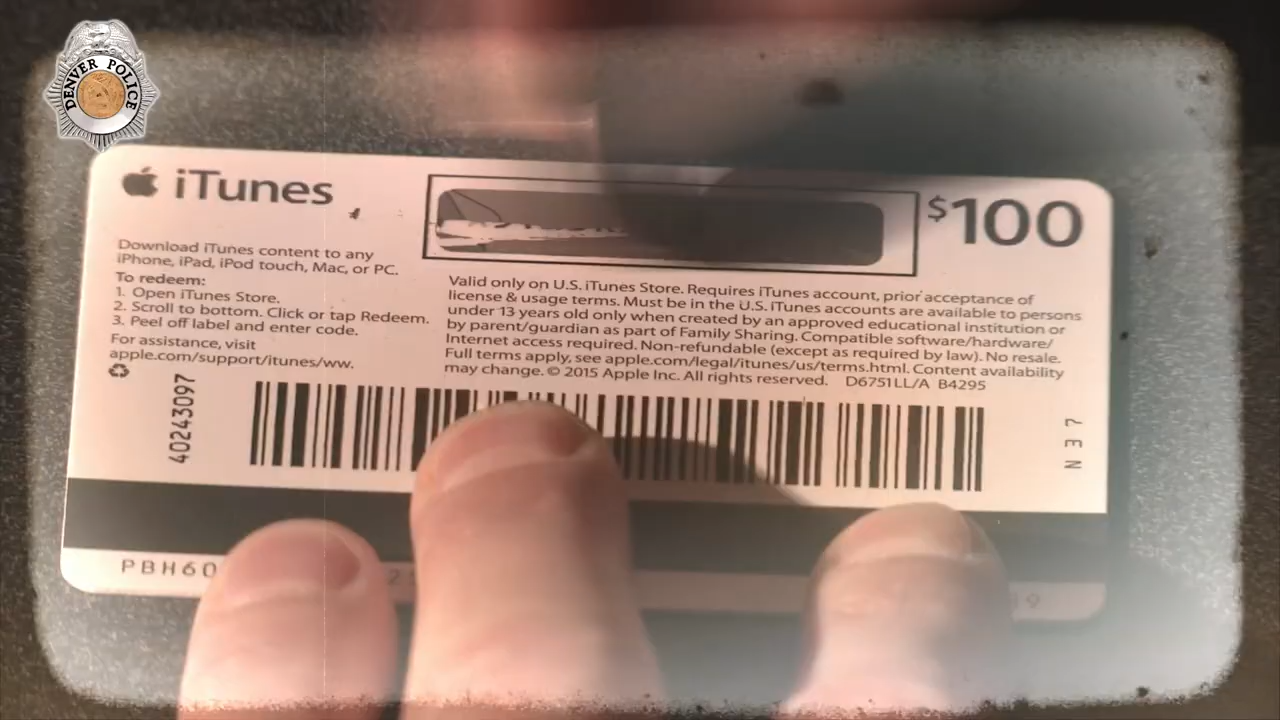 DENVER POLICE
iTunes
$100
Download iTunes content to any
iPhone, iPad, iPod touch, Mac, or PC.
To redeem:
1. Open iTunes Store.
2. Scroll to bottom. Click or tap Redeem.
3. Peel off label and enter code.
For assistance, visit
apple.com/support/itunes/ww.
Valid only on U.S. iTunes Store. Requires iTunes account, prior acceptance of
license & usage terms. Must be in the U.S. iTunes accounts are available to persons
under 13 years old only when created by an approved educational institution or
by parent/guardian as part of Family Sharing. Compatible software/hardware/
Internet access required. Non-refundable (except as required by law). No resale.
Full terms apply, see apple.com/legal/itunes/us/terms.html. Content availability
may change. © 2015 Apple Inc. All rights reserved. D6751LL/A B4295
40243097
N E 7
PBH60